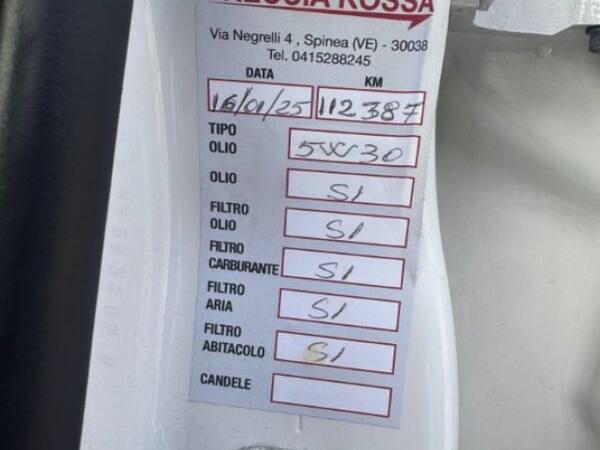 ROSSA
Via Negrelli 4 , Spinea (VE) - 30038
Tel. 0415288245
DATA KM
16/01/25 112387
TIPO
OLIO 5W30
OLIO SI
FILTRO
OLIO SI
FILTRO
CARBURANTE SI
FILTRO
ARIA SI
FILTRO
ABITACOLO SI
CANDELE